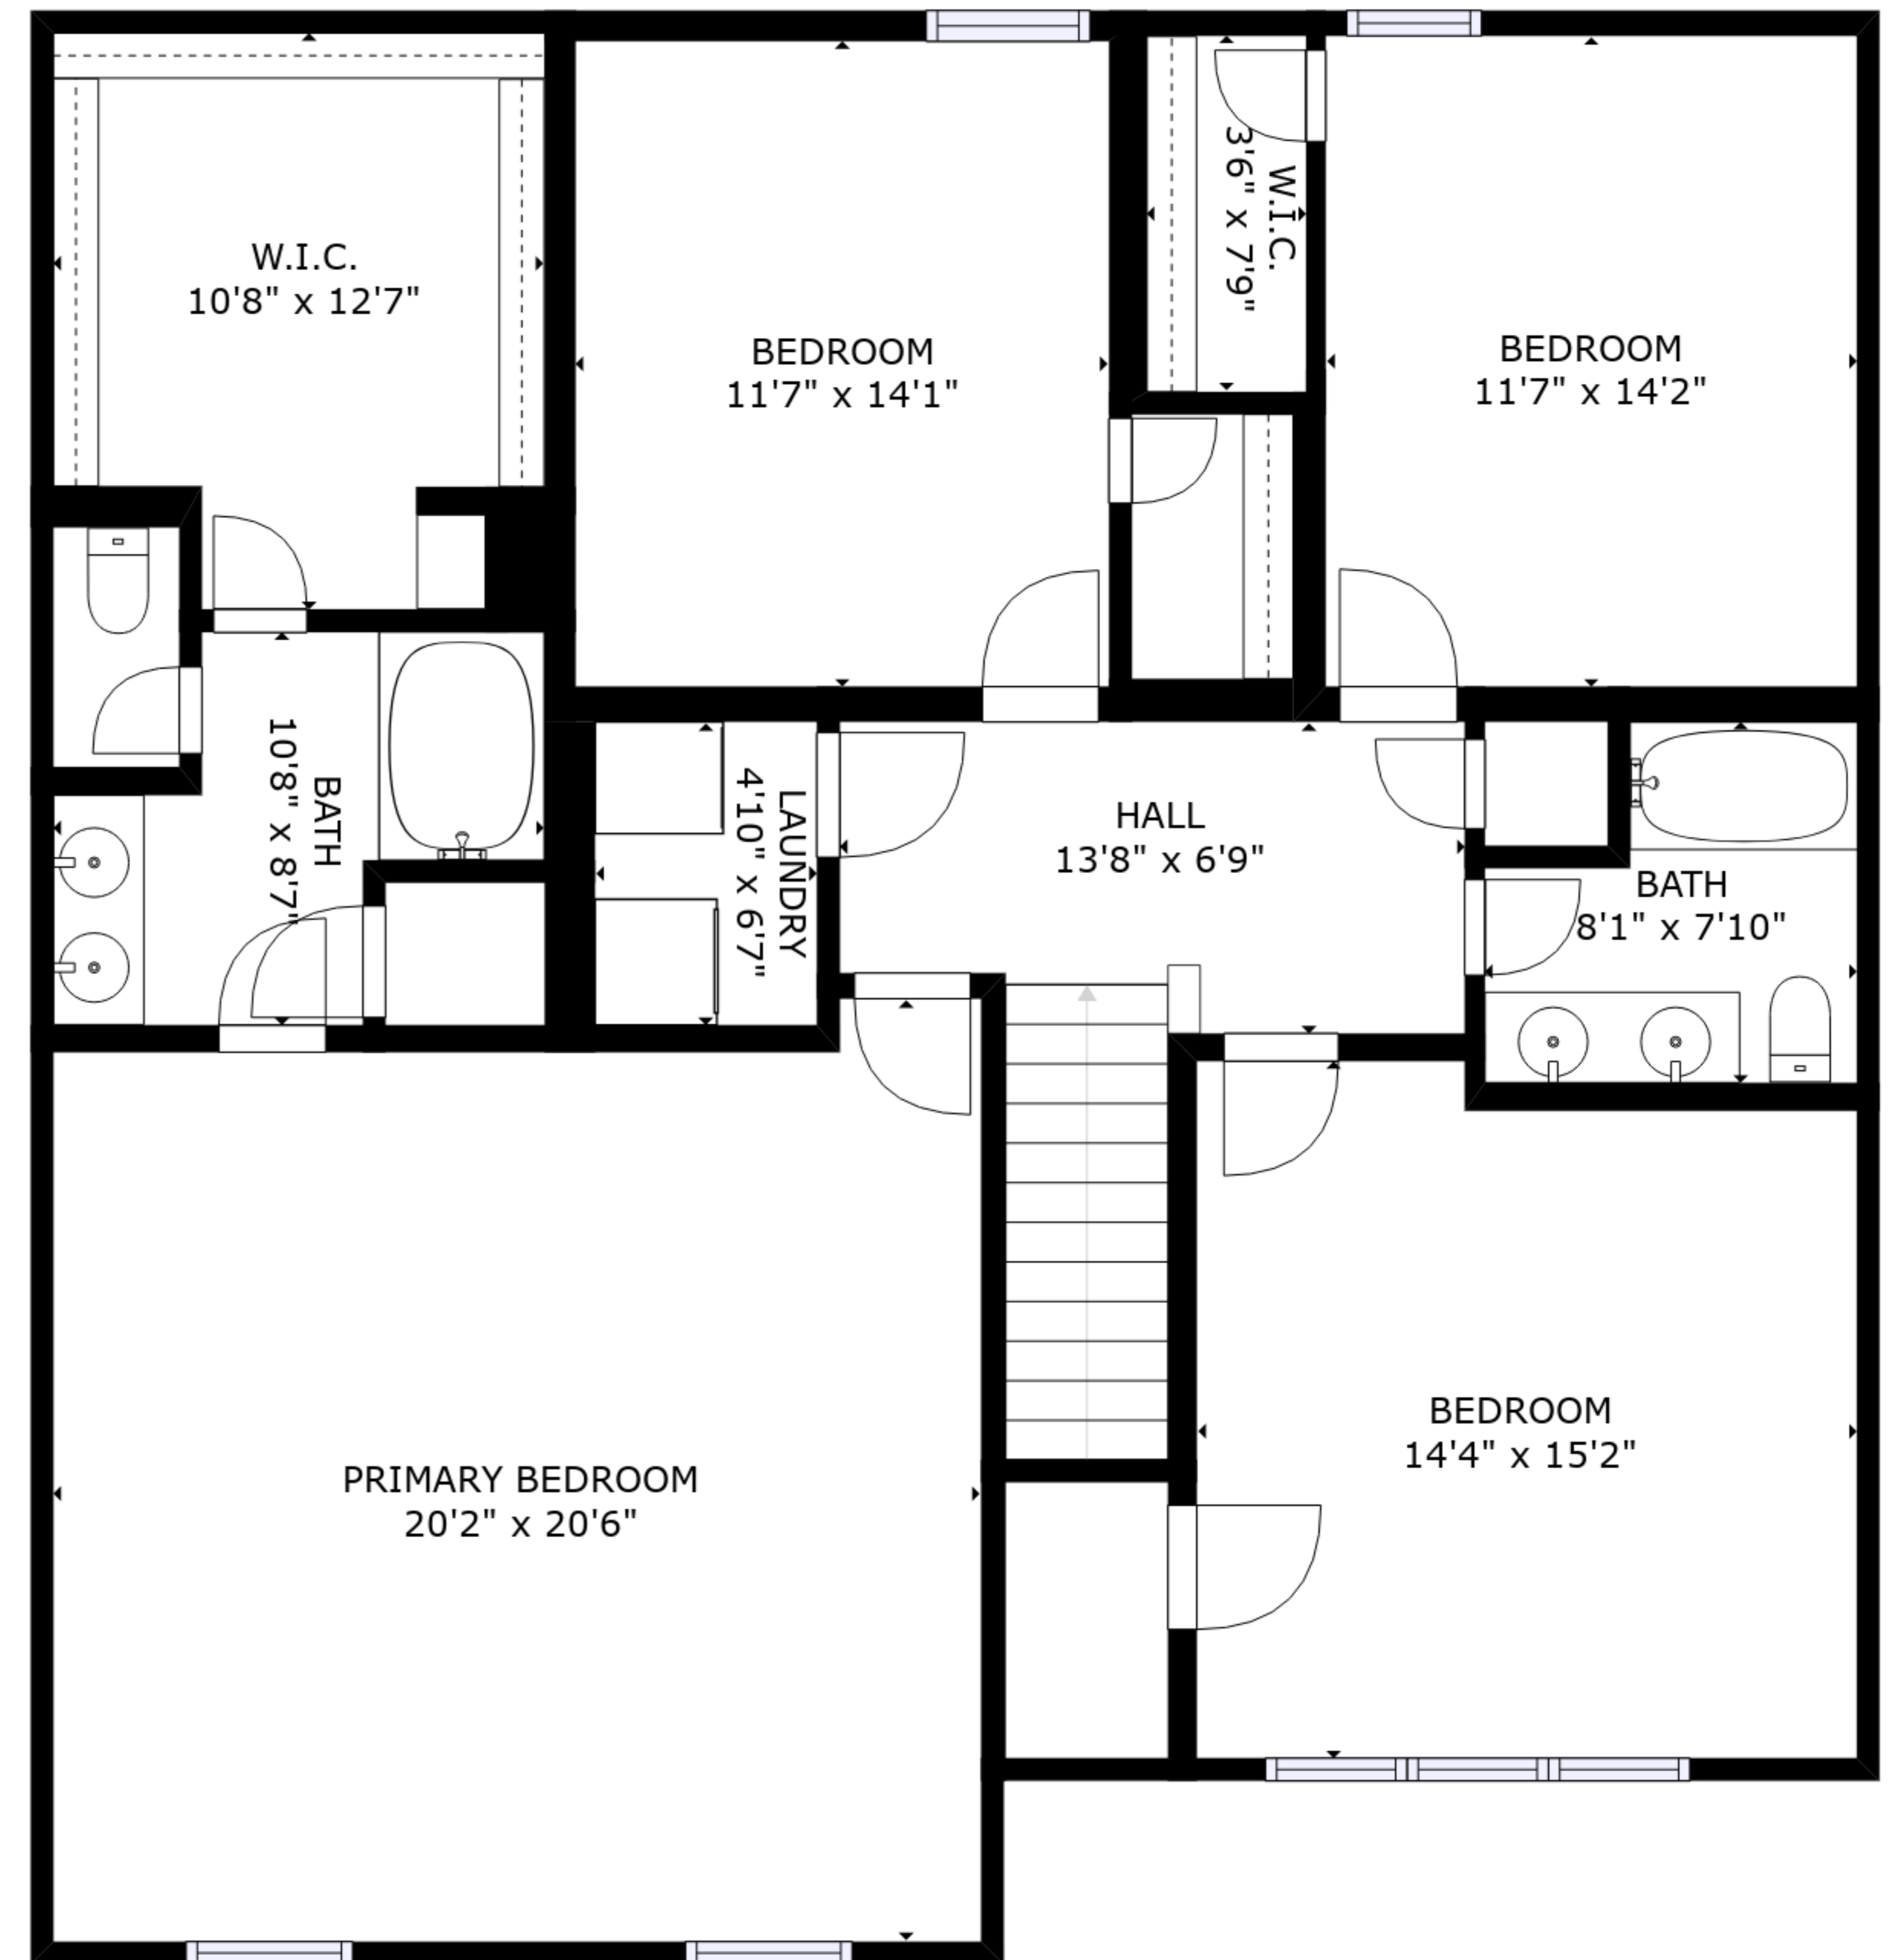 W.I.C.
10'8" x 12'7"
BEDROOM
11'7" x 14'1"
W.I.C.
3'6" x 7'9"
BEDROOM
11'7" x 14'2"
BATH
10'8" x 8'7"
LAUNDRY
4'10" x 6'7"
HALL
13'8" x 6'9"
BATH
8'1" x 7'10"
PRIMARY BEDROOM
20'2" x 20'6"
BEDROOM
14'4" x 15'2"